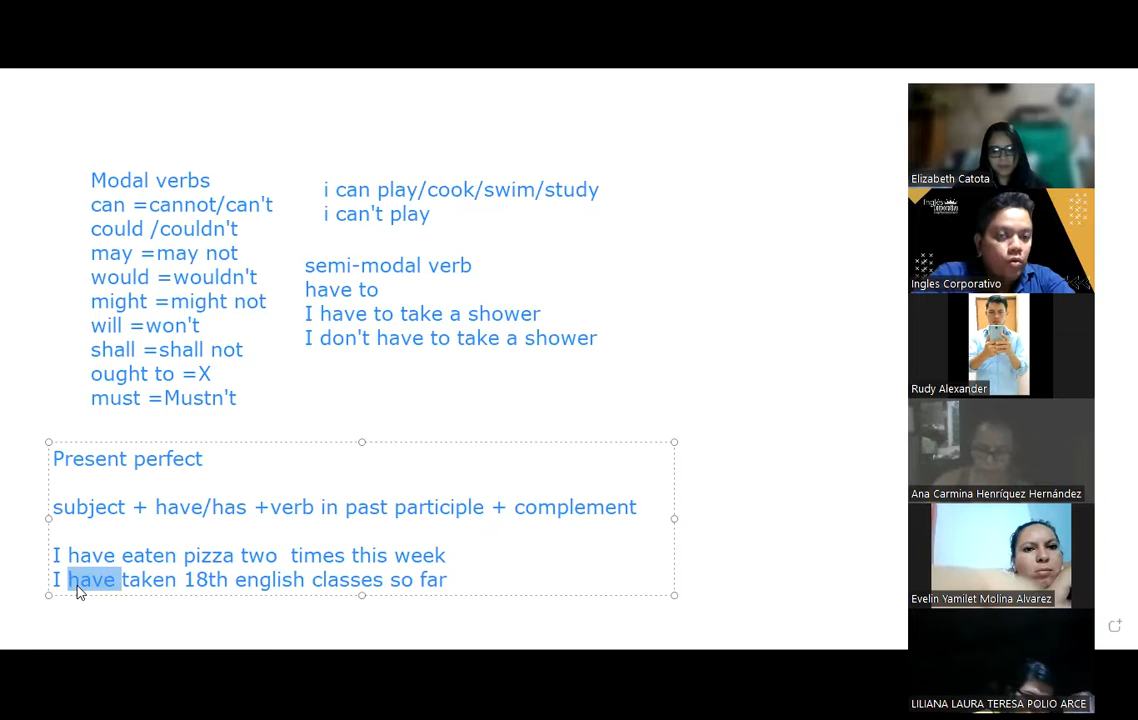 Modal verbs
can =cannot/can't
could /couldn't
may =may not
would =wouldn't
might =might not
will =won't
shall =shall not
ought to =X
must =Mustn't
i can play/cook/swim/study
i can't play
semi-modal verb
have to
I have to take a shower
I don't have to take a shower
Present perfect
subject + have/has +verb in past participle + complement
I have eaten pizza two  times this week
I have taken 18th english classes so far
Elizabeth Catota
Inglés
Ingles Corporativo
Rudy Alexander
Ana Carmina Henríquez Hernández
Evelin Yamilet Molina Alvarez
LILIANA LAURA TERESA POLIO ARCE